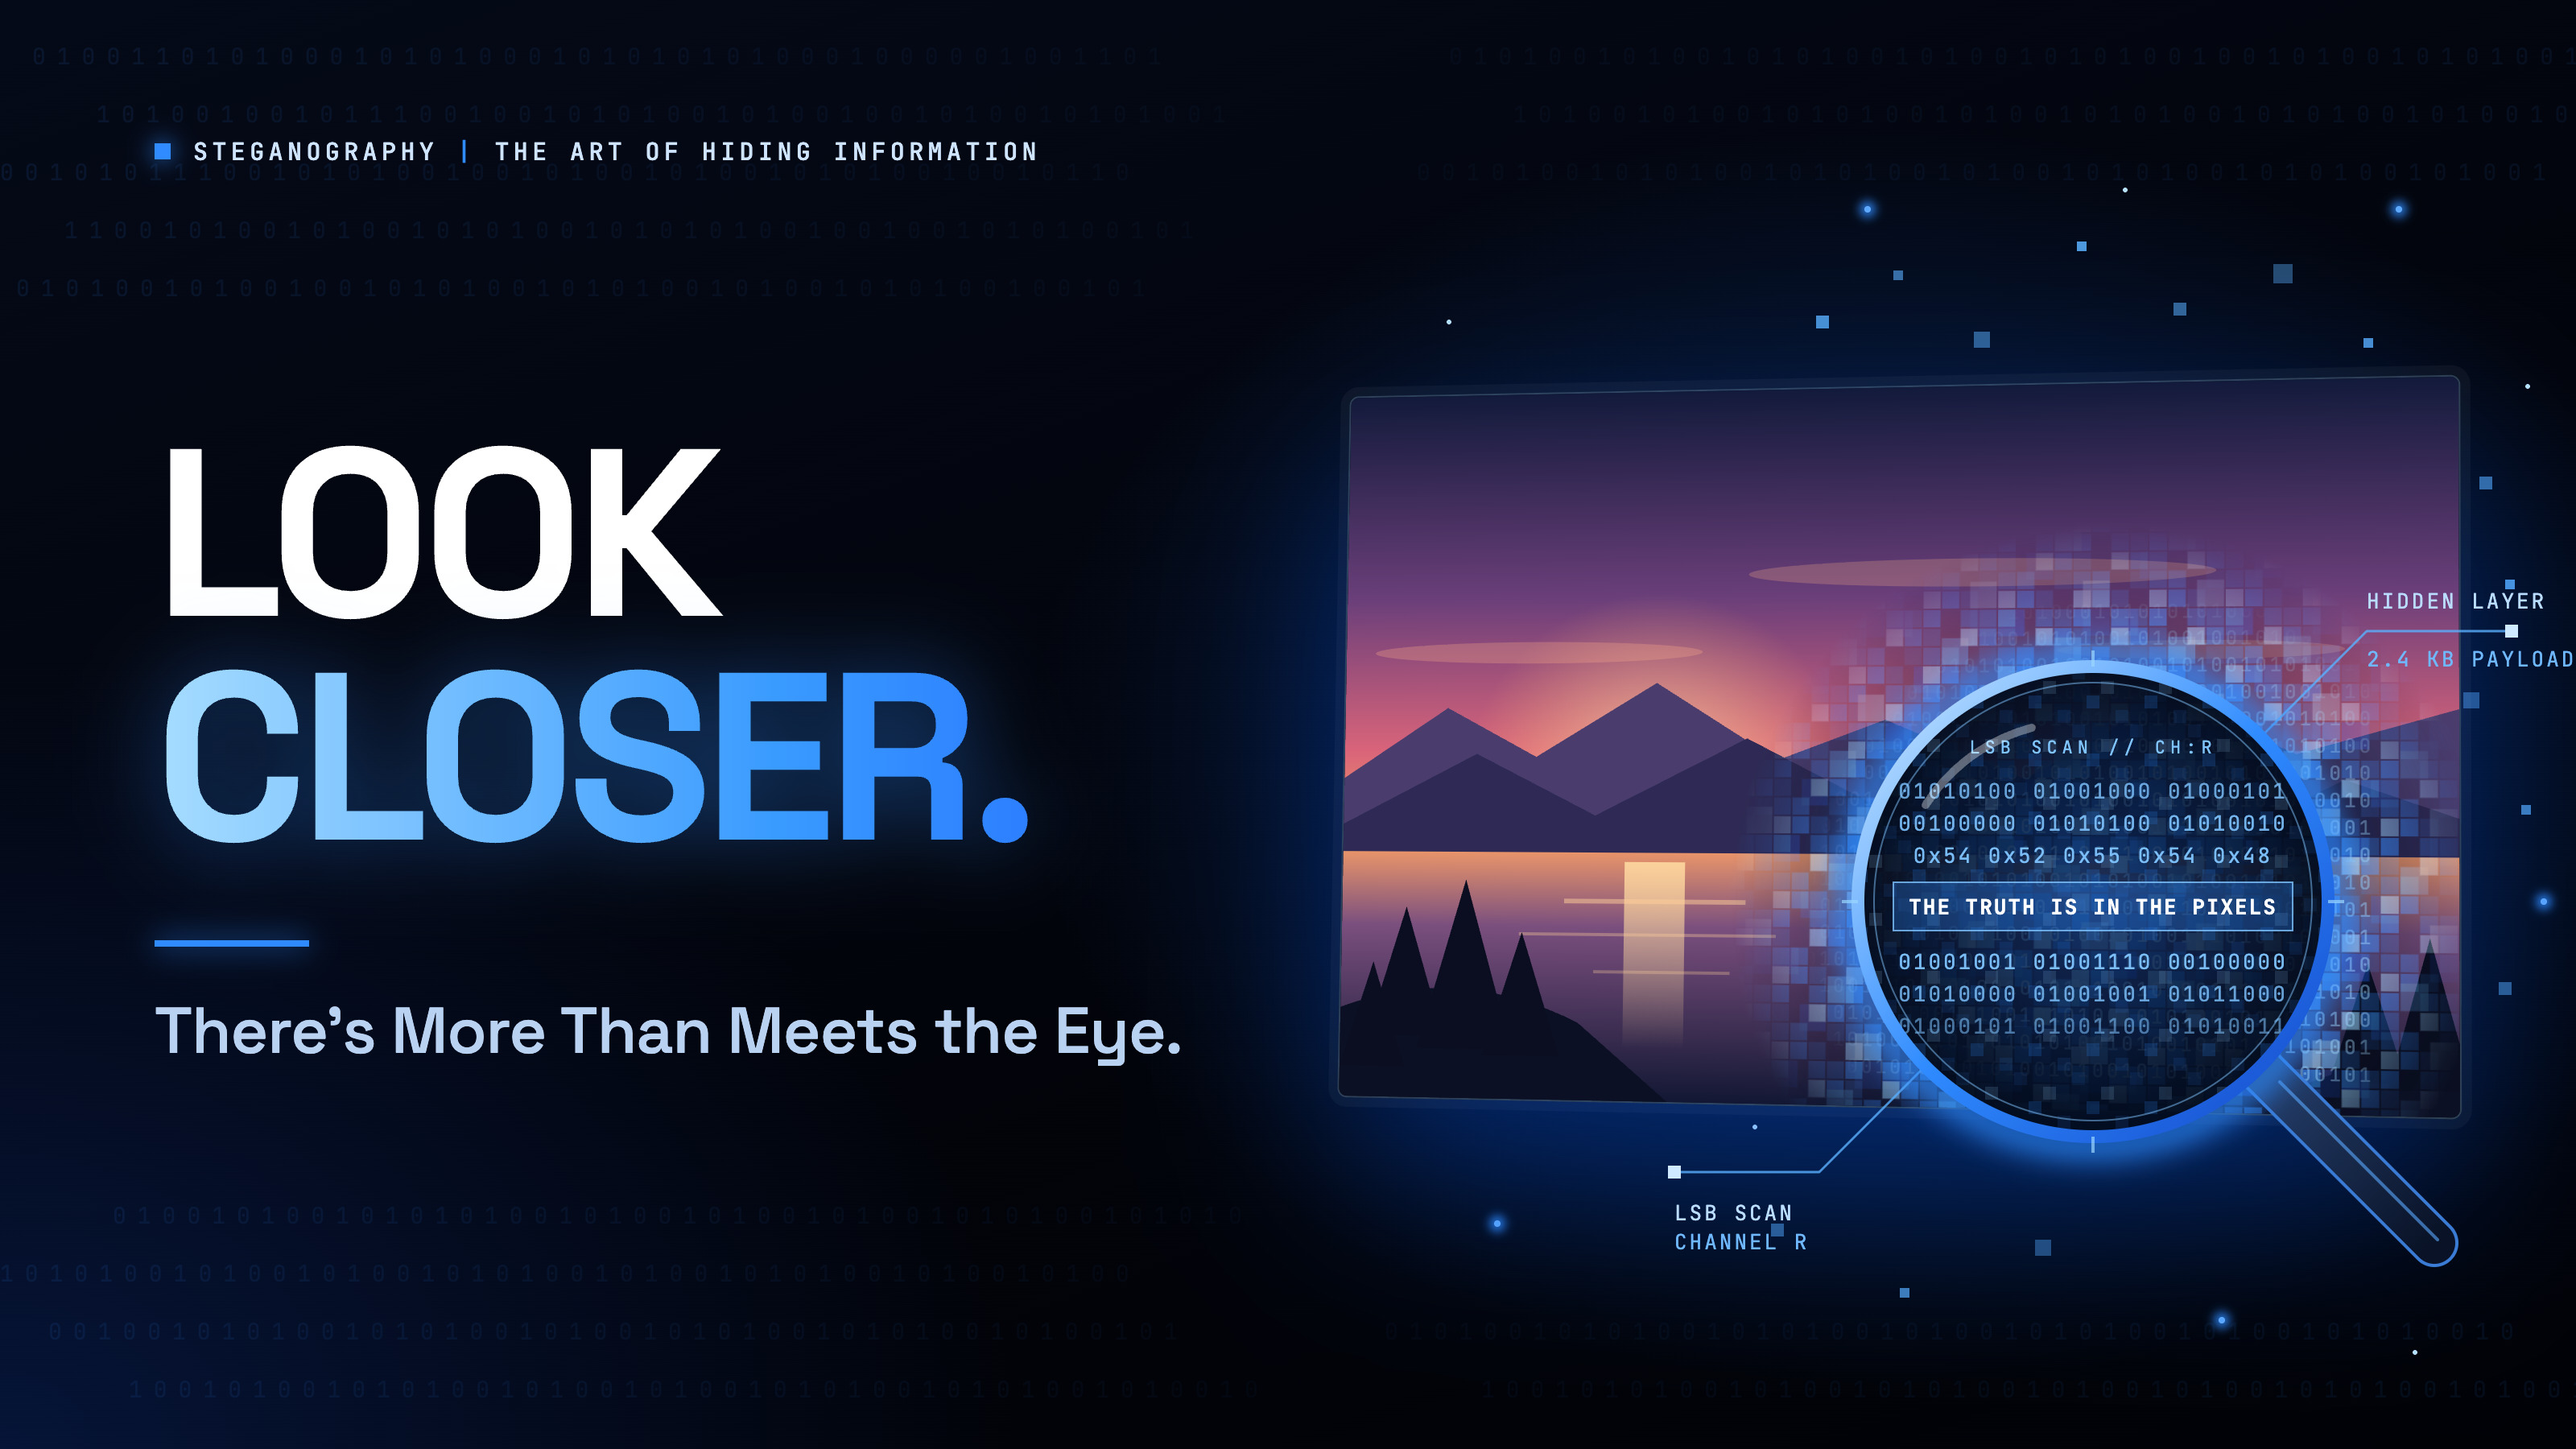 STEGANOGRAPHY | THE ART OF HIDING INFORMATION
LOOK
CLOSER.
There’s More Than Meets the Eye.
HIDDEN LAYER
2.4 KB PAYLOAD
LSB SCAN // CH:R
01010100 01001000 01000101
00100000 01010100 01010010
0x54 0x52 0x55 0x54 0x48
THE TRUTH IS IN THE PIXELS
01001001 01001110 00100000
01010000 01001001 01011000
01000101 01001100 01010011
LSB SCAN
CHANNEL R